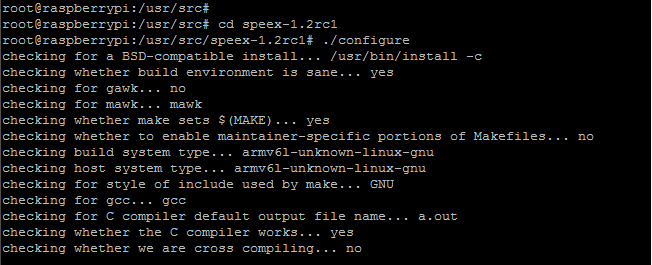 root@raspberrypi:/usr/src#
root@raspberrypi:/usr/src# cd speex-1.2rc1
root@raspberrypi:/usr/src/speex-1.2rc1# ./configure
checking for a BSD-compatible install... /usr/bin/install -c
checking whether build environment is sane... yes
checking for gawk... no
checking for mawk... mawk
checking whether make sets $(MAKE)... yes
checking whether to enable maintainer-specific portions of Makefiles... no
checking build system type... armv6l-unknown-linux-gnu
checking host system type... armv6l-unknown-linux-gnu
checking for style of include used by make... GNU
checking for gcc... gcc
checking for C compiler default output file name... a.out
checking whether the C compiler works... yes
checking whether we are cross compiling... no